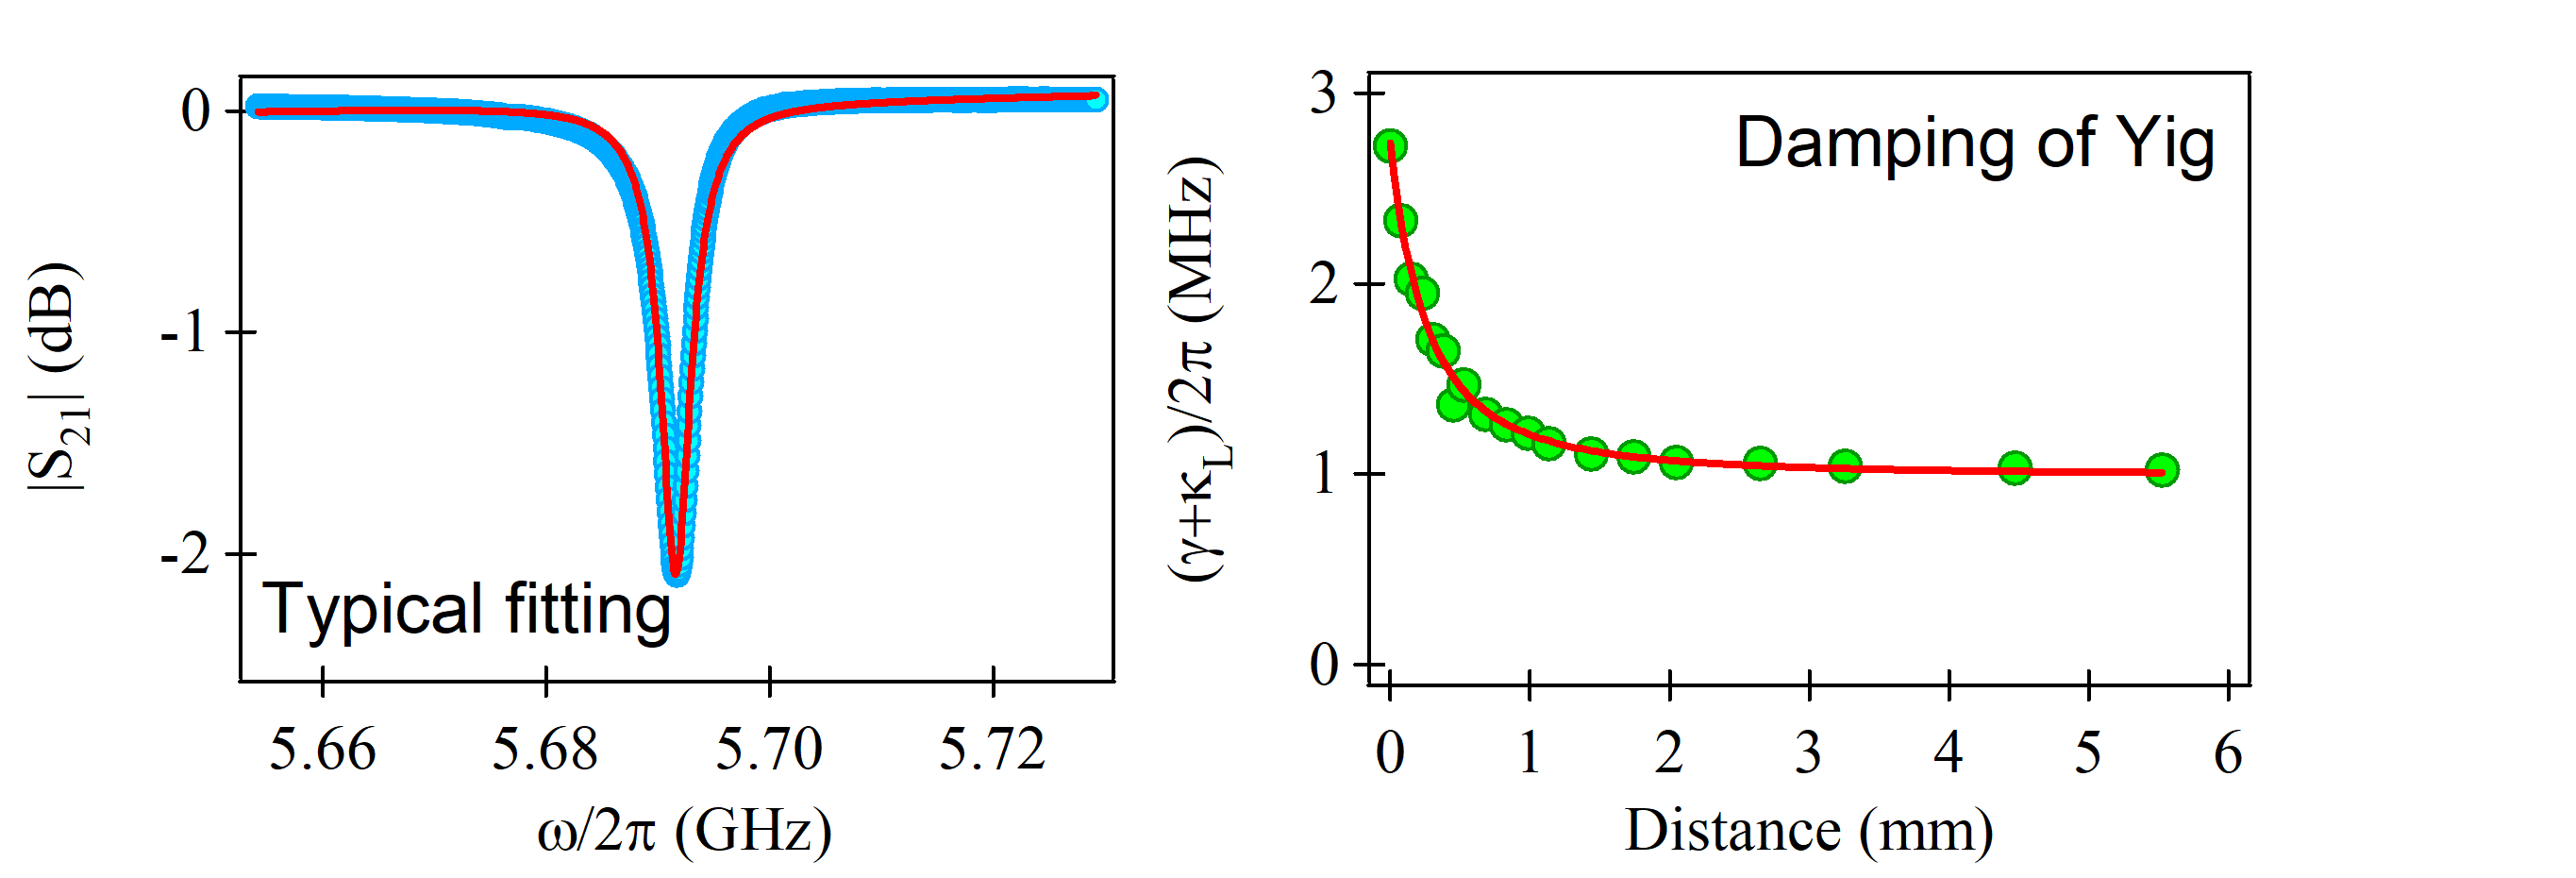 |S21| (dB)
0
-1
-2
Typical fitting
5.66 5.68 5.70 5.72
ω/2π (GHz)
(γ+κL)/2π (MHz)
3
2
1
0
Damping of Yig
0 1 2 3 4 5 6
Distance (mm)